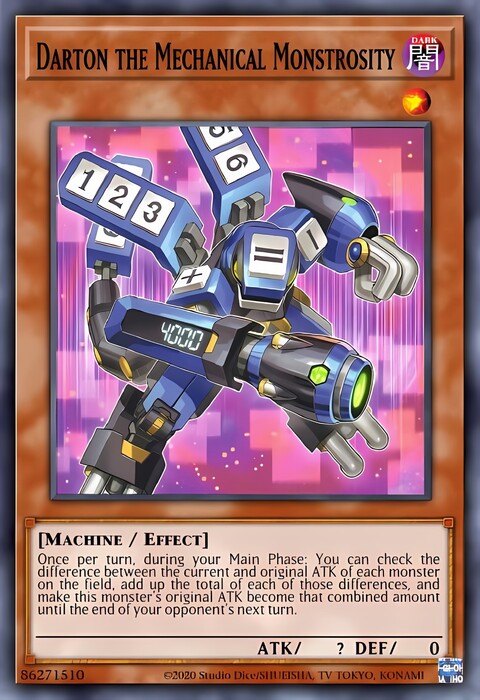 DARTON THE MECHANICAL MONSTROSITY
DARK
闇
5 6
1 2 3
=
+
4000
[MACHINE / EFFECT]
Once per turn, during your Main Phase: You can check the
difference between the current and original ATK of each monster
on the field, add up the total of each of those differences, and
make this monster's original ATK become that combined amount
until the end of your opponent's next turn.
ATK/ ? DEF/ 0
86271510
©2020 Studio Dice/SHUEISHA, TV TOKYO, KONAMI